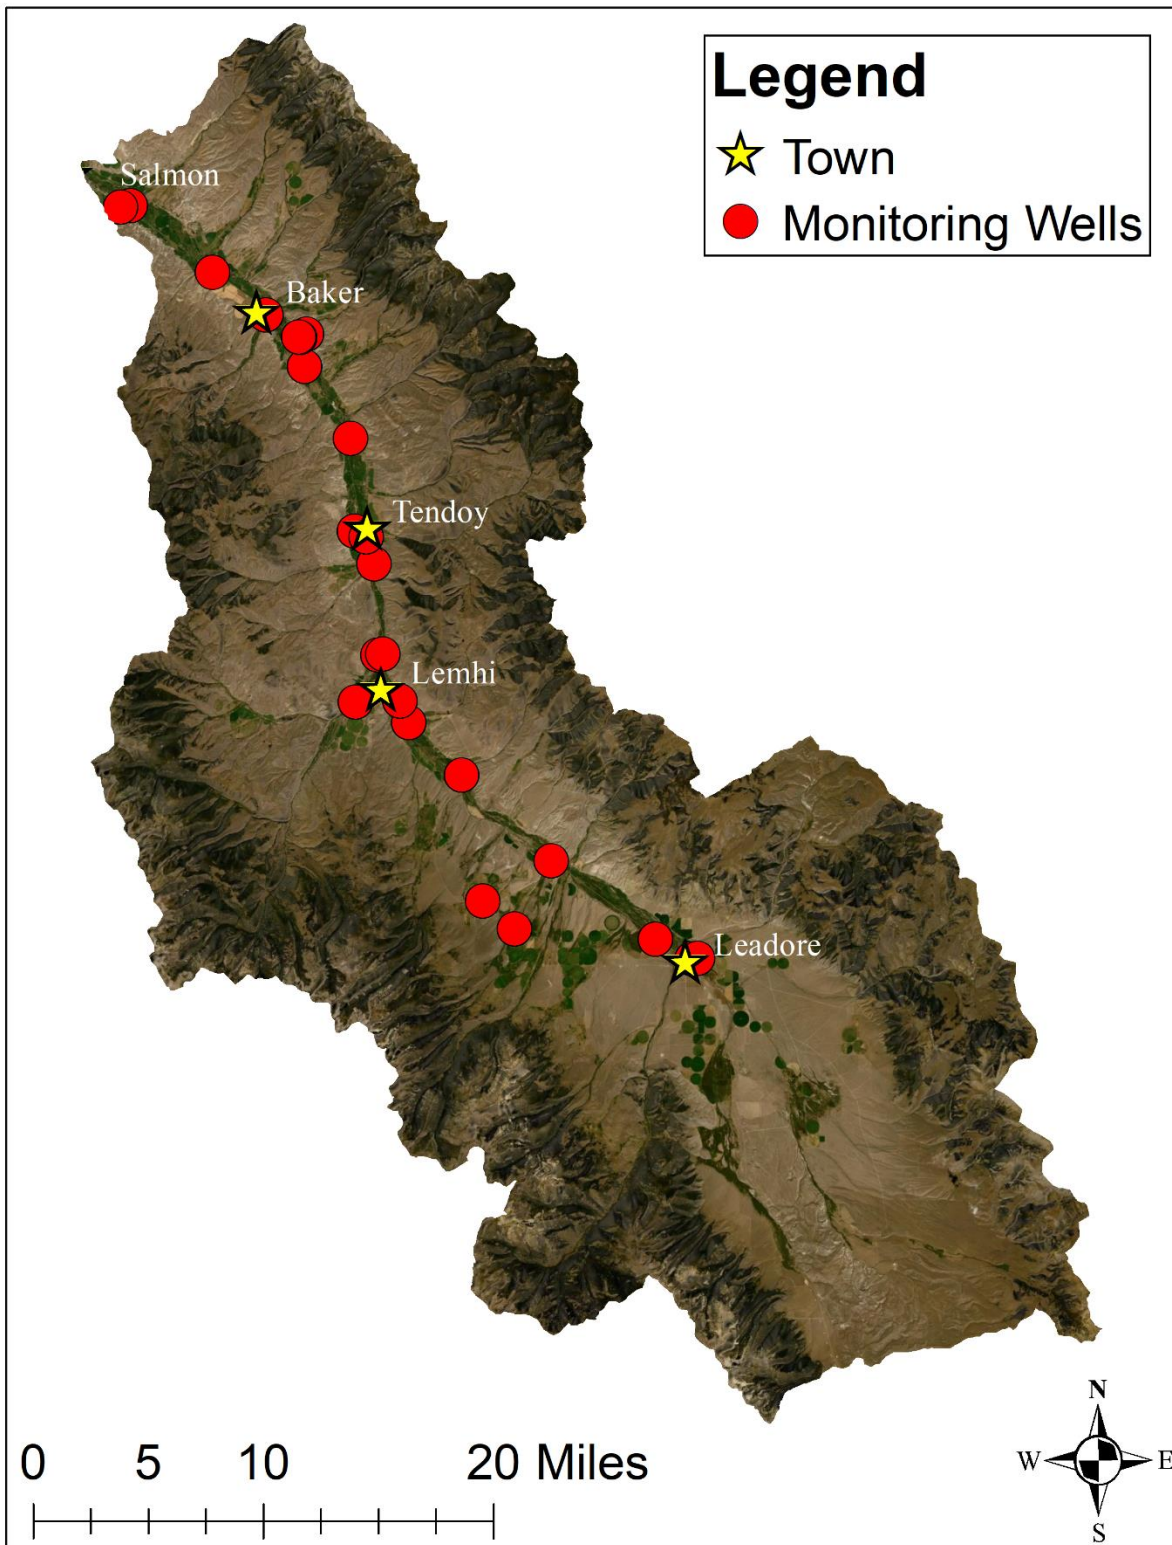 Legend
Town
Monitoring Wells
Salmon
Baker
Tendoy
Lemhi
Leadore
0 5 10 20 Miles
N
W E
S